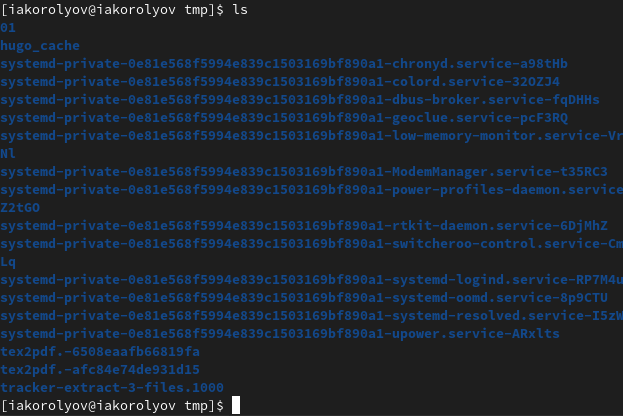 [iakorolyov@iakorolyov tmp]$ ls
01
hugo_cache
systemd-private-0e81e568f5994e839c1503169bf890a1-chronyd.service-a98tHb
systemd-private-0e81e568f5994e839c1503169bf890a1-colord.service-32OZJ4
systemd-private-0e81e568f5994e839c1503169bf890a1-dbus-broker.service-fqDHHs
systemd-private-0e81e568f5994e839c1503169bf890a1-geoclue.service-pcF3RQ
systemd-private-0e81e568f5994e839c1503169bf890a1-low-memory-monitor.service-Vr
Nl
systemd-private-0e81e568f5994e839c1503169bf890a1-ModemManager.service-t35RC3
systemd-private-0e81e568f5994e839c1503169bf890a1-power-profiles-daemon.service
Z2tGO
systemd-private-0e81e568f5994e839c1503169bf890a1-rtkit-daemon.service-6DjMhZ
systemd-private-0e81e568f5994e839c1503169bf890a1-switcheroo-control.service-Cm
Lq
systemd-private-0e81e568f5994e839c1503169bf890a1-systemd-logind.service-RP7M4u
systemd-private-0e81e568f5994e839c1503169bf890a1-systemd-oomd.service-8p9CTU
systemd-private-0e81e568f5994e839c1503169bf890a1-systemd-resolved.service-I5zW
systemd-private-0e81e568f5994e839c1503169bf890a1-upower.service-ARxlts
tex2pdf.-6508eaafb66819fa
tex2pdf.-afc84e74de931d15
tracker-extract-3-files.1000
[iakorolyov@iakorolyov tmp]$